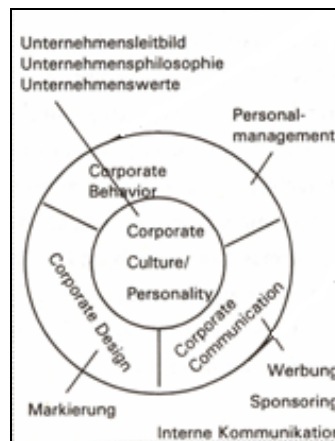 Unternehmensleitbild
Unternehmensphilosophie
Unternehmenswerte
Personal-
management
Corporate
Behavior
Corporate
Culture/
Personality
Corporate Design
Corporate
Communication
Markierung
Werbung
Sponsoring
Interne Kommunikation